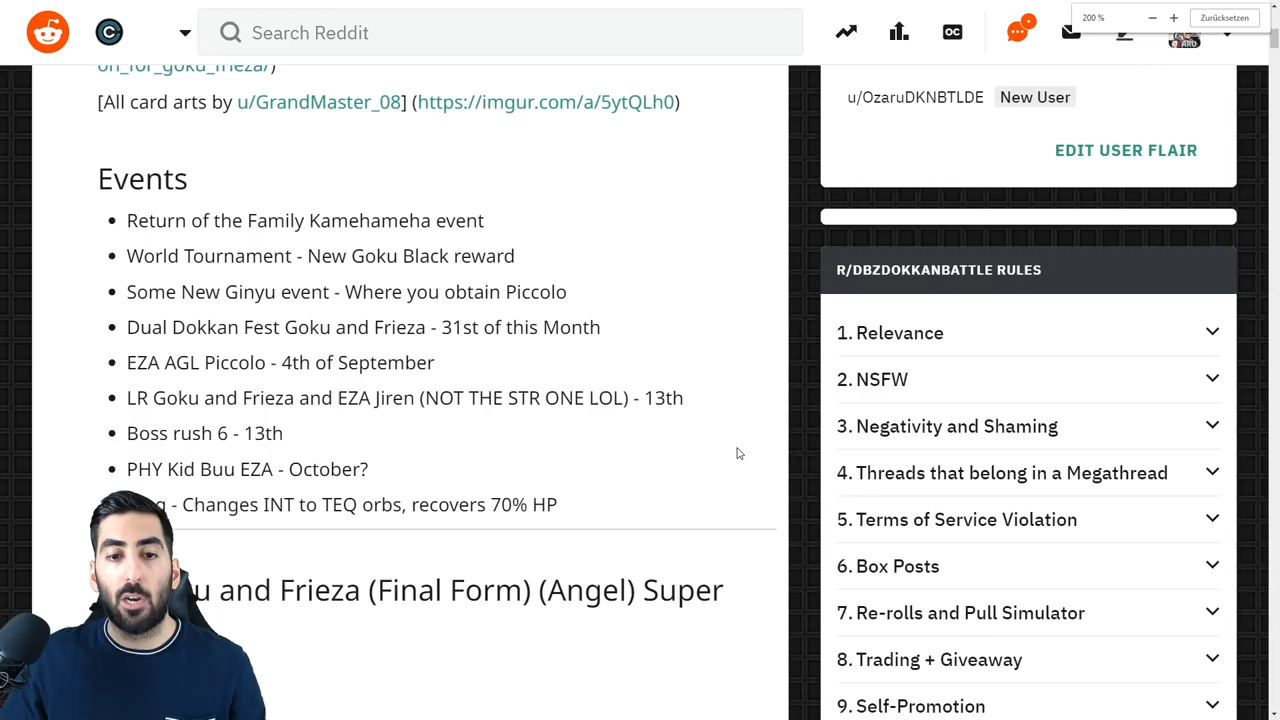 Search Reddit
OC
200 %
Zurücksetzen
on_for_goku_frieza/)
[All card arts by u/GrandMaster_08] (https://imgur.com/a/5ytQLh0)
Events
Return of the Family Kamehameha event
World Tournament - New Goku Black reward
Some New Ginyu event - Where you obtain Piccolo
Dual Dokkan Fest Goku and Frieza - 31st of this Month
EZA AGL Piccolo - 4th of September
LR Goku and Frieza and EZA Jiren (NOT THE STR ONE LOL) - 13th
Boss rush 6 - 13th
PHY Kid Buu EZA - October?
- Changes INT to TEQ orbs, recovers 70% HP
and Frieza (Final Form) (Angel) Super
u/OzaruDKNBTLDE New User
EDIT USER FLAIR
R/DBZDOKKANBATTLE RULES
1. Relevance
2. NSFW
3. Negativity and Shaming
4. Threads that belong in a Megathread
5. Terms of Service Violation
6. Box Posts
7. Re-rolls and Pull Simulator
8. Trading + Giveaway
9. Self-Promotion